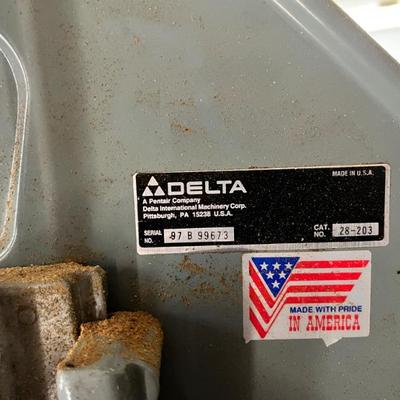 MADE IN U.S.A.
DELTA
A Pentair Company
Delta International Machinery Corp.
Pittsburgh, PA 15238 U.S.A.
SERIAL NO. 97 B 99673
CAT. NO. 28-203
MADE WITH PRIDE
IN AMERICA